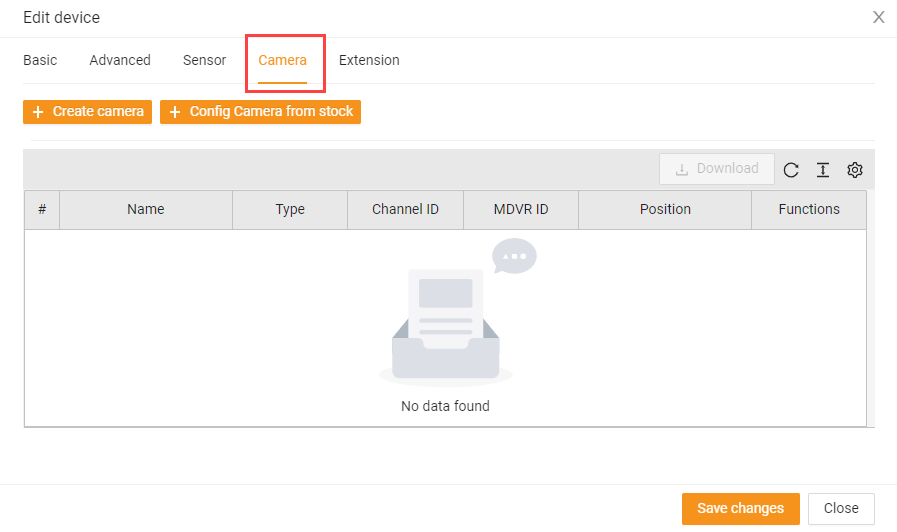 Edit device
Basic Advanced Sensor Camera Extension
+ Create camera + Config Camera from stock
Download
# Name Type Channel ID MDVR ID Position Functions
No data found
Save changes Close